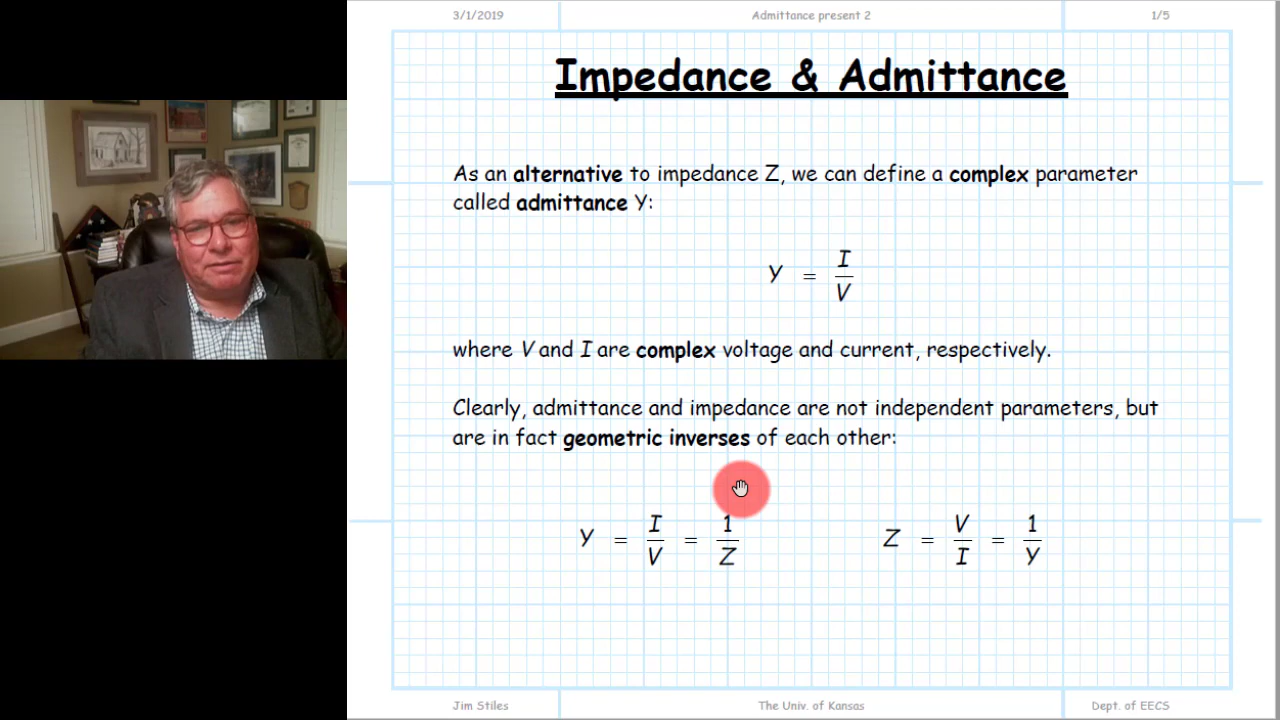 3/1/2019 Admittance present 2 1/5
Impedance & Admittance
As an alternative to impedance Z, we can define a complex parameter
called admittance Y:
Y = I/V
where V and I are complex voltage and current, respectively.
Clearly, admittance and impedance are not independent parameters, but
are in fact geometric inverses of each other:
Y = I/V = 1/Z Z = V/I = 1/Y
Jim Stiles The Univ. of Kansas Dept. of EECS